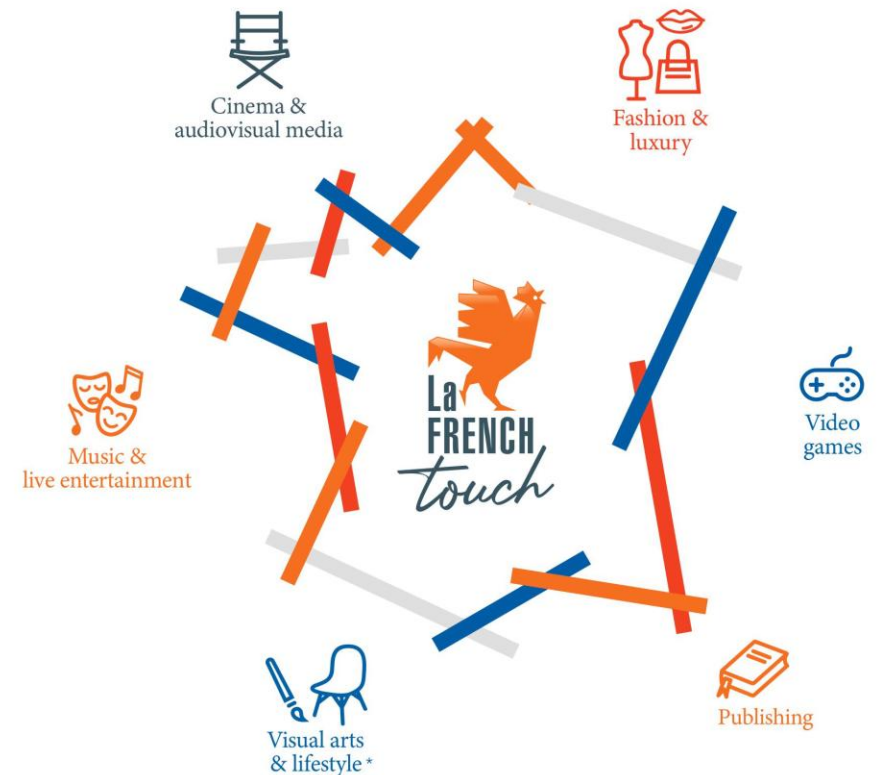 Cinema &
audiovisual media
Fashion &
luxury
La
FRENCH
touch
Video
games
Music &
live entertainment
Publishing
Visual arts
& lifestyle *